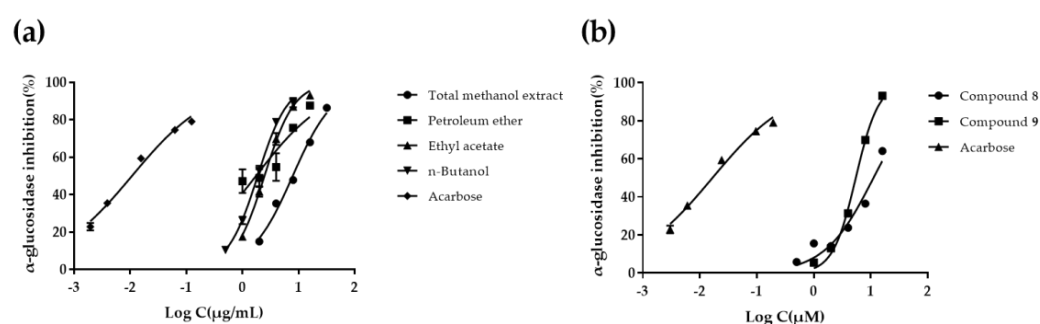 (a)
α-glucosidase inhibition(%)
100
80
60
40
20
0
-3 -2 -1 0 1 2
Log C(μg/mL)
Total methanol extract
Petroleum ether
Ethyl acetate
n-Butanol
Acarbose
(b)
α-glucosidase inhibition(%)
100
80
60
40
20
0
-3 -2 -1 0 1 2
Log C(μM)
Compound 8
Compound 9
Acarbose